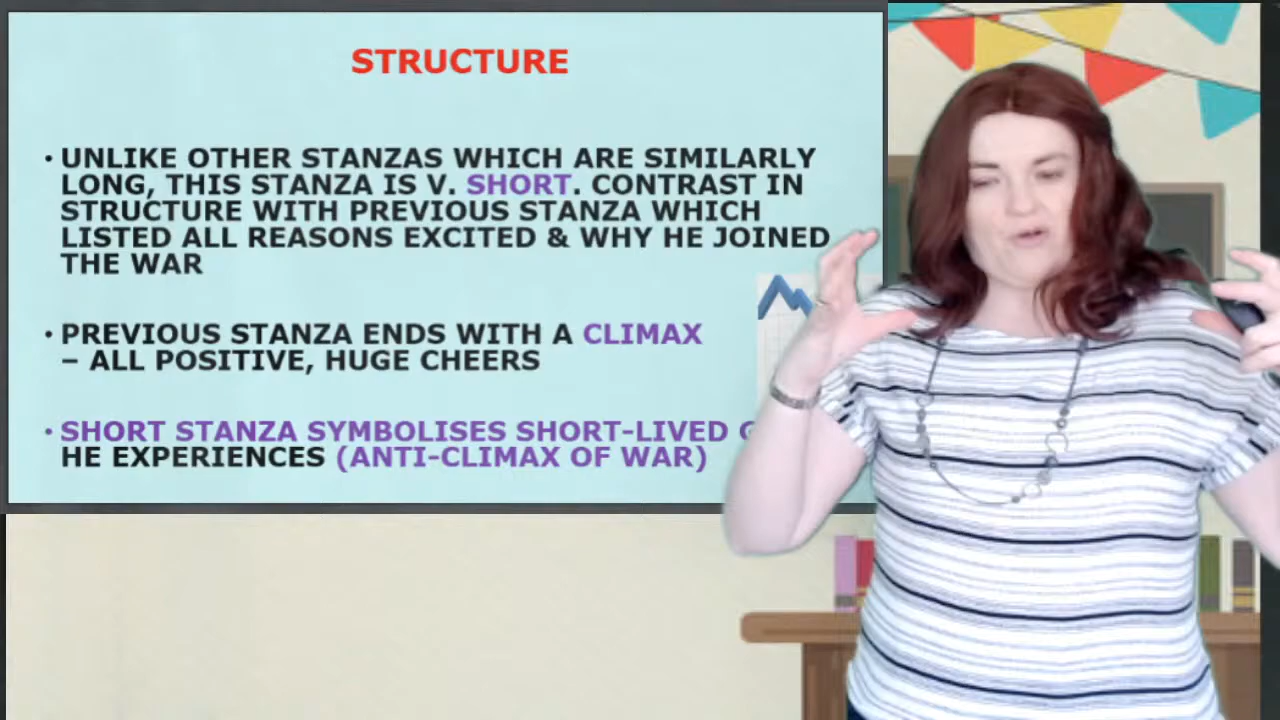 STRUCTURE
• UNLIKE OTHER STANZAS WHICH ARE SIMILARLY
LONG, THIS STANZA IS V. SHORT. CONTRAST IN
STRUCTURE WITH PREVIOUS STANZA WHICH
LISTED ALL REASONS EXCITED & WHY HE JOINED
THE WAR
• PREVIOUS STANZA ENDS WITH A CLIMAX
– ALL POSITIVE, HUGE CHEERS
• SHORT STANZA SYMBOLISES SHORT-LIVED
HE EXPERIENCES (ANTI-CLIMAX OF WAR)